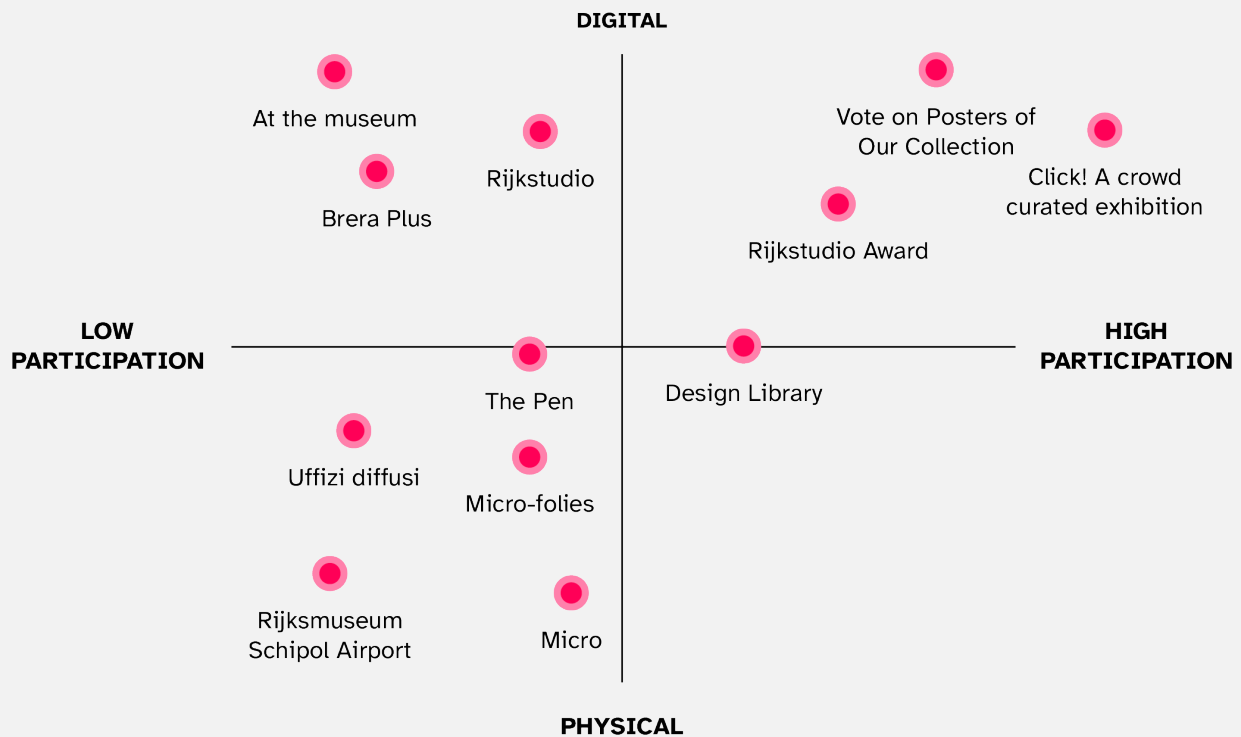 DIGITAL
At the museum
Vote on Posters of
Our Collection
Rijkstudio
Click! A crowd
curated exhibition
Brera Plus
Rijkstudio Award
LOW
PARTICIPATION
HIGH
PARTICIPATION
The Pen
Design Library
Uffizi diffusi
Micro-folies
Rijksmuseum
Schipol Airport
Micro
PHYSICAL